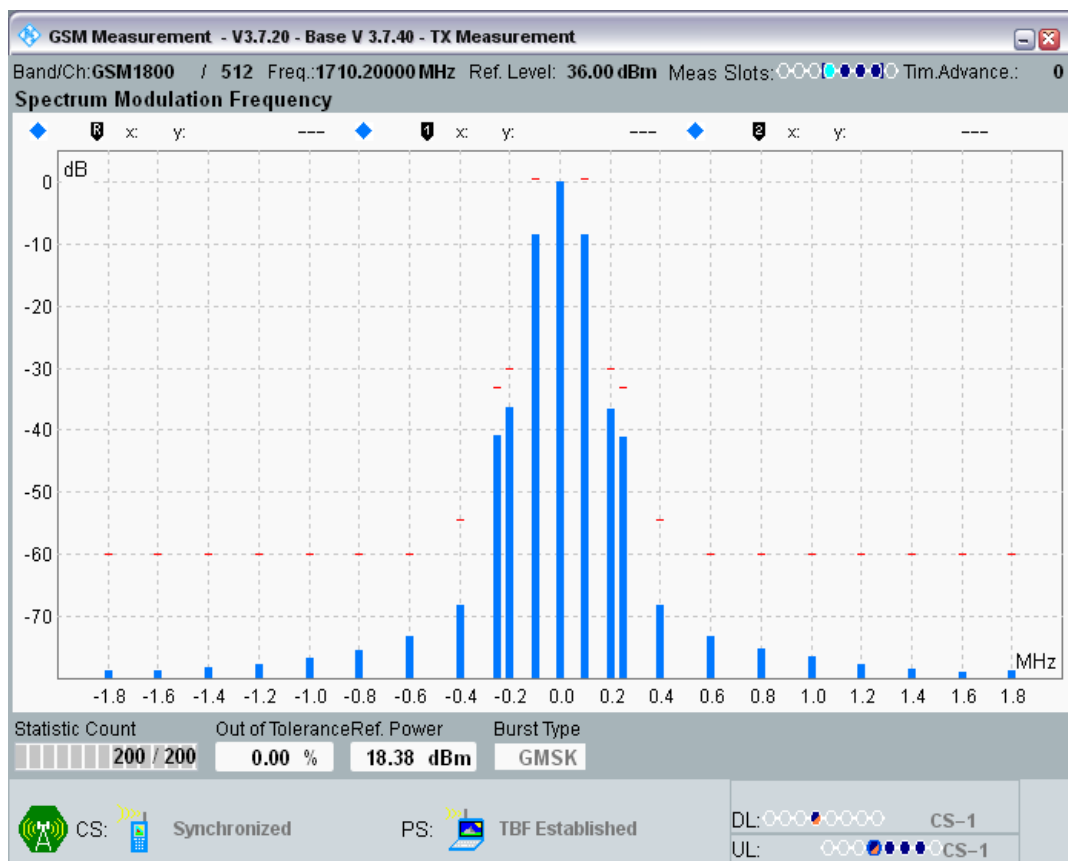 GSM Measurement - V3.7.20 - Base V 3.7.40 - TX Measurement
Band/Ch:GSM1800 / 512 Freq.:1710.20000 MHz Ref. Level: 36.00 dBm Meas Slots: Tim.Advance.: 0
Spectrum Modulation Frequency
R x: y: --- 1 x: y: --- 2 x: y: ---
dB
0
-10
-20
-30
-40
-50
-60
-70
MHz
-1.8 -1.6 -1.4 -1.2 -1.0 -0.8 -0.6 -0.4 -0.2 0.0 0.2 0.4 0.6 0.8 1.0 1.2 1.4 1.6 1.8
Statistic Count Out of Tolerance Ref. Power Burst Type
200 / 200 0.00 % 18.38 dBm GMSK
CS: Synchronized PS: TBF Established
DL: CS-1
UL: CS-1